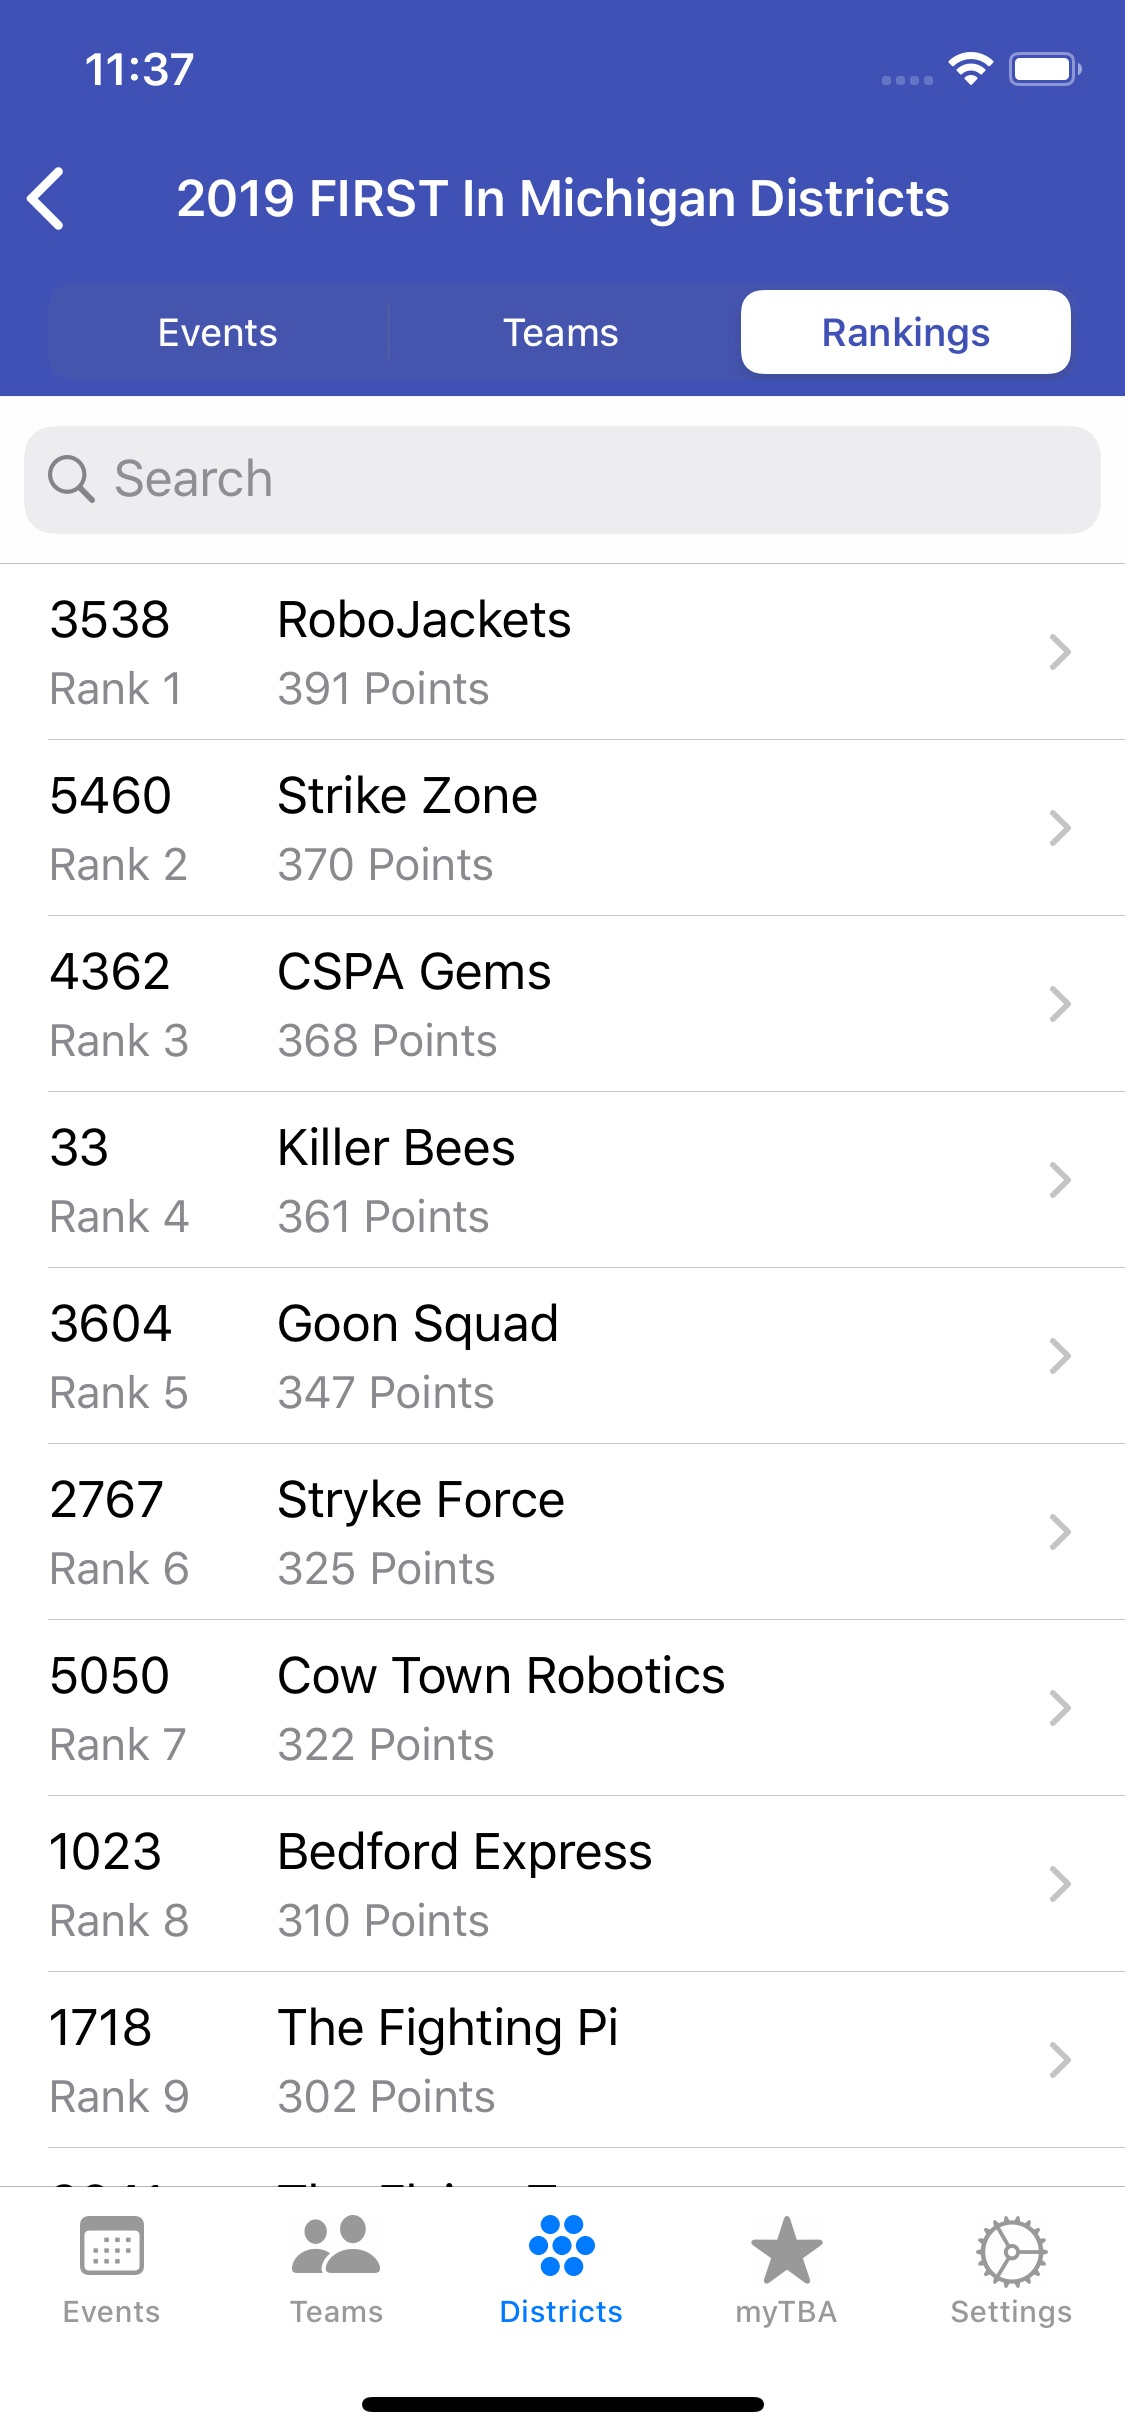 11:37
2019 FIRST In Michigan Districts
Events Teams Rankings
Search
3538 RoboJackets
Rank 1 391 Points
5460 Strike Zone
Rank 2 370 Points
4362 CSPA Gems
Rank 3 368 Points
33 Killer Bees
Rank 4 361 Points
3604 Goon Squad
Rank 5 347 Points
2767 Stryke Force
Rank 6 325 Points
5050 Cow Town Robotics
Rank 7 322 Points
1023 Bedford Express
Rank 8 310 Points
1718 The Fighting Pi
Rank 9 302 Points
Events Teams Districts myTBA Settings